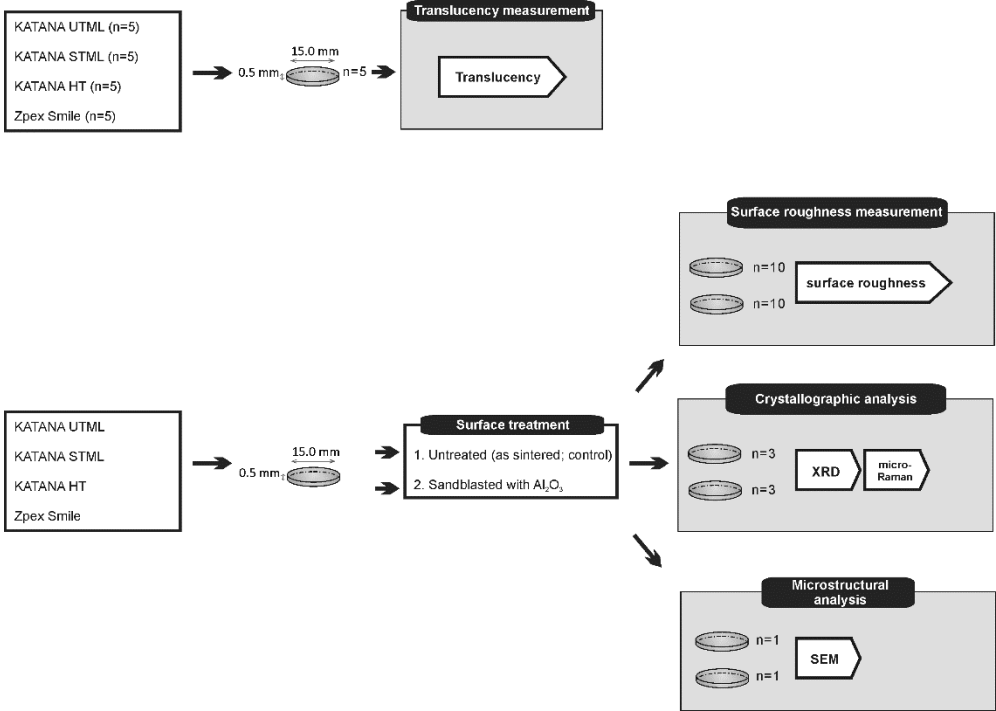 KATANA UTML (n=5)
KATANA STML (n=5)
KATANA HT (n=5)
Zpex Smile (n=5)
15.0 mm
0.5 mm
n=5
Translucency measurement
Translucency
Surface roughness measurement
n=10
n=10
surface roughness
KATANA UTML
KATANA STML
KATANA HT
Zpex Smile
15.0 mm
0.5 mm
Surface treatment
1. Untreated (as sintered; control)
2. Sandblasted with Al₂O₃
Crystallographic analysis
n=3
n=3
XRD
micro-
Raman
Microstructural
analysis
n=1
n=1
SEM